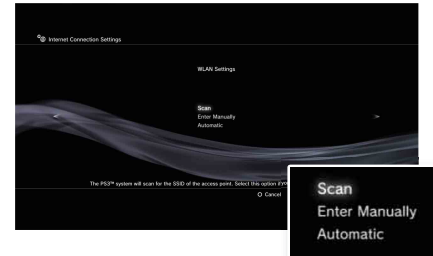 Internet Connection Settings
WLAN Settings
Scan
Enter Manually
Automatic
The PS3™ system will scan for the SSID of the access point. Select this option if yo
Cancel
Scan
Enter Manually
Automatic